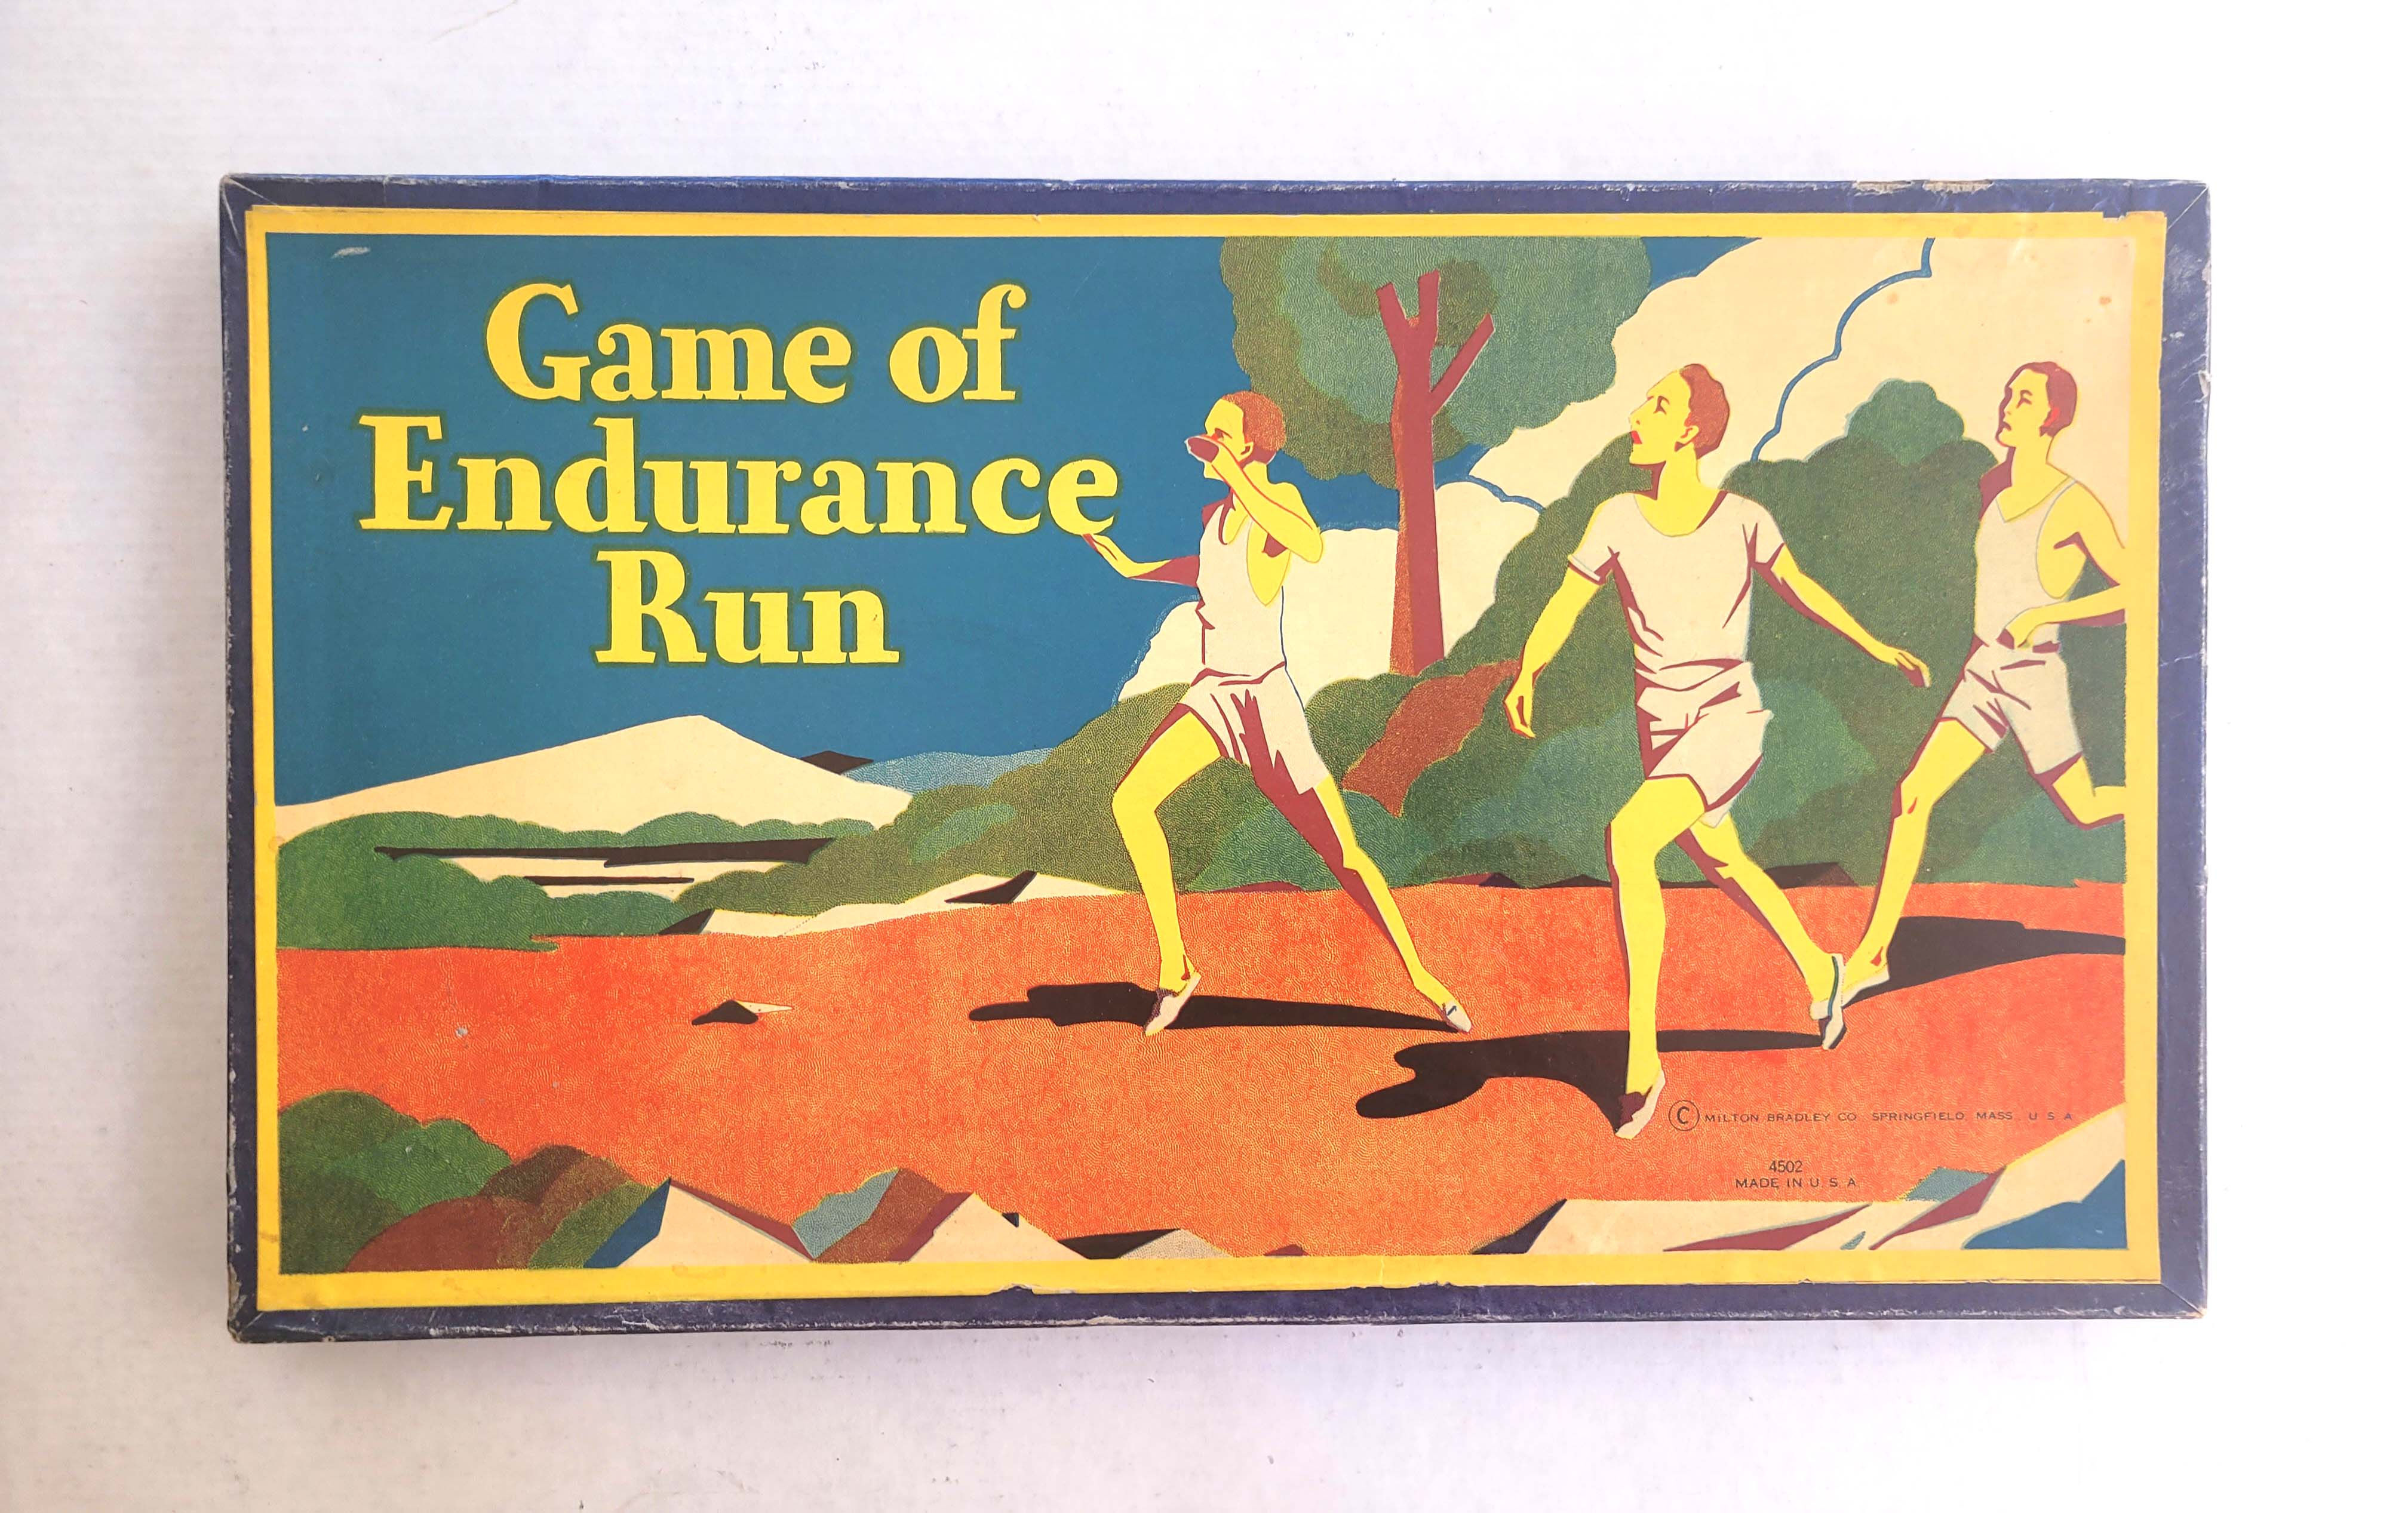 Game of
Endurance
Run
© MILTON BRADLEY CO SPRINGFIELD, MASS. U S A
4502
MADE IN U. S. A.